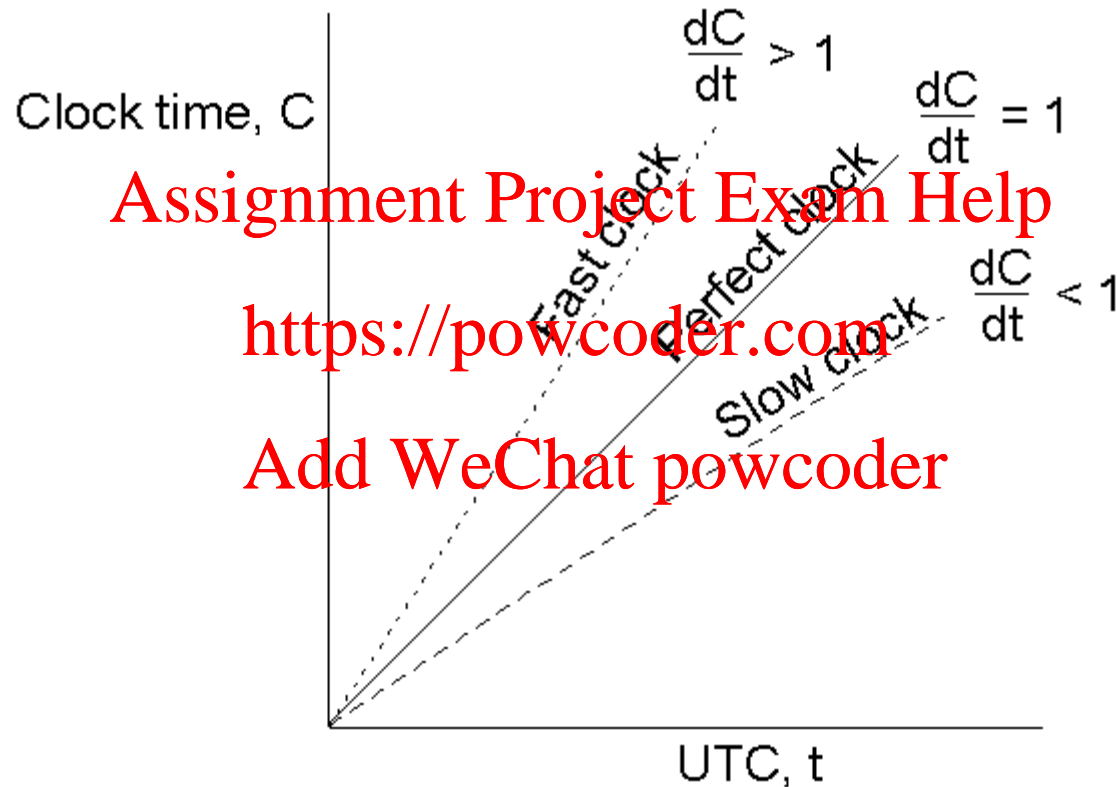 dC
dt
> 1
Clock time, C
dC
dt
= 1
Assignment Project Exam Help
Fast clock
Perfect clock
dC
dt
< 1
https://powcoder.com
Slow clock
Add WeChat powcoder
UTC, t